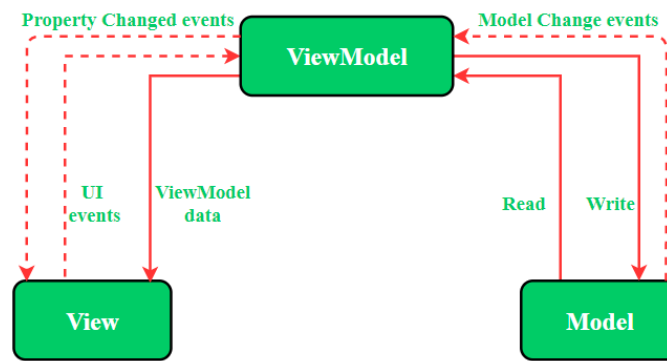 Property Changed events
Model Change events
ViewModel
UI
events
ViewModel
data
Read
Write
View
Model